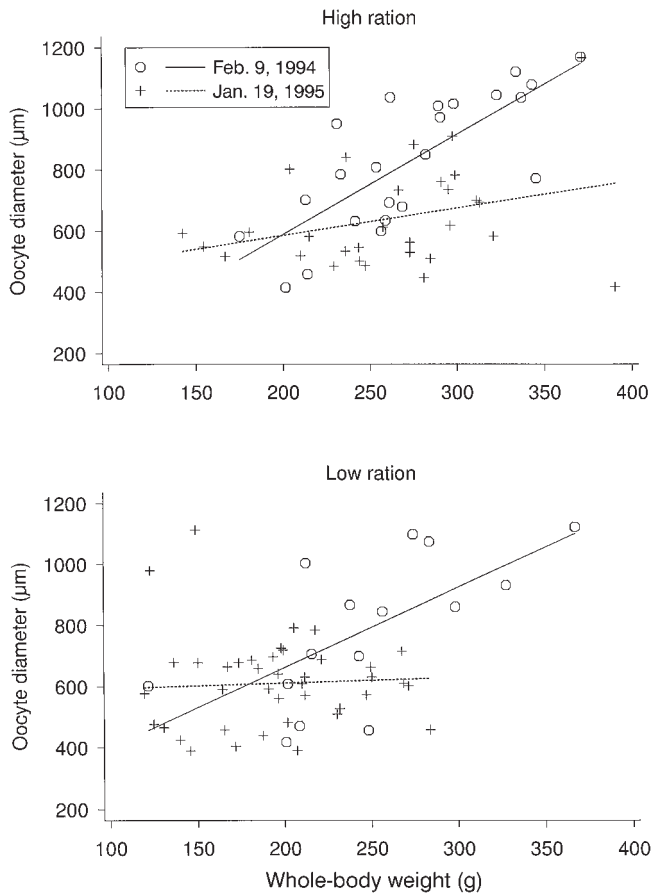 High ration
1200
1000
800
600
400
200
Oocyte diameter (µm)
Feb. 9, 1994
Jan. 19, 1995
100 150 200 250 300 350 400
Low ration
1200
1000
800
600
400
200
Oocyte diameter (µm)
100 150 200 250 300 350 400
Whole-body weight (g)